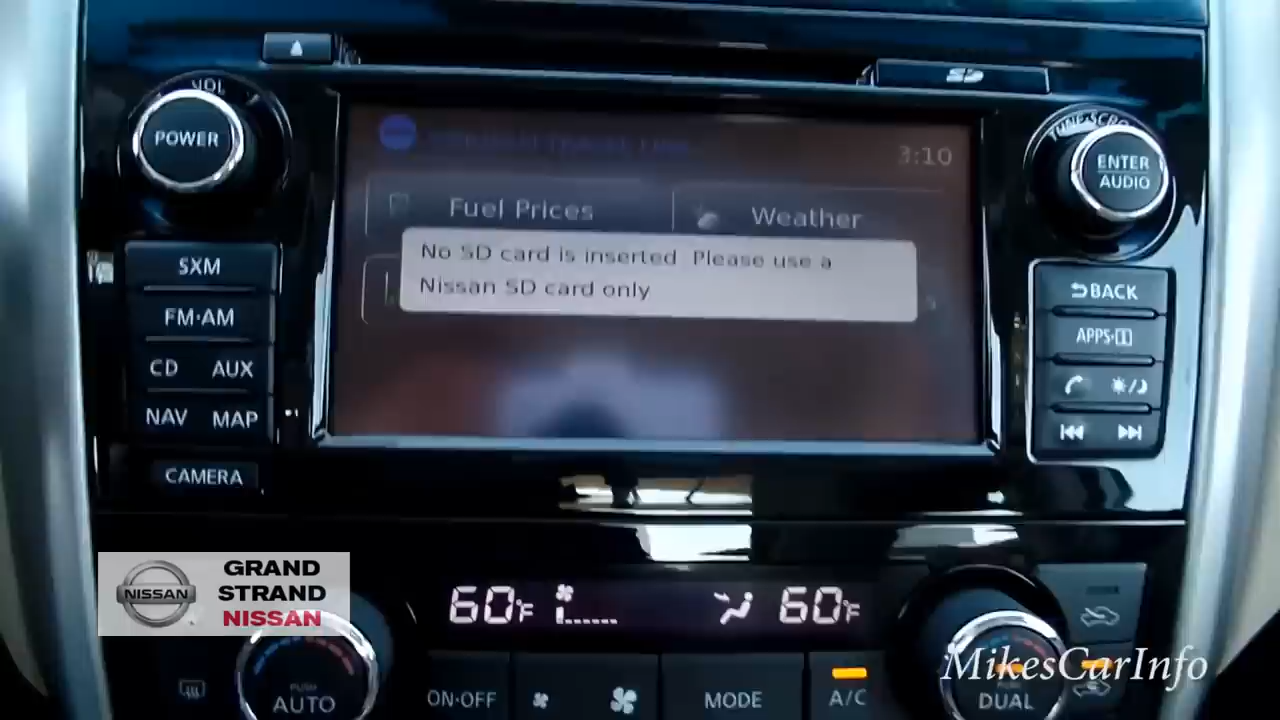 VOL
POWER
SXM
FM·AM
CD AUX
NAV MAP
CAMERA
3:10
Fuel Prices
Weather
No SD card is inserted. Please use a
Nissan SD card only
TUNE·SCROLL
ENTER
AUDIO
BACK
APPS·i
NISSAN
GRAND
STRAND
NISSAN
60°F
60°F
PUSH
AUTO
ON·OFF
MODE
A/C
DUAL
MikesCarInfo